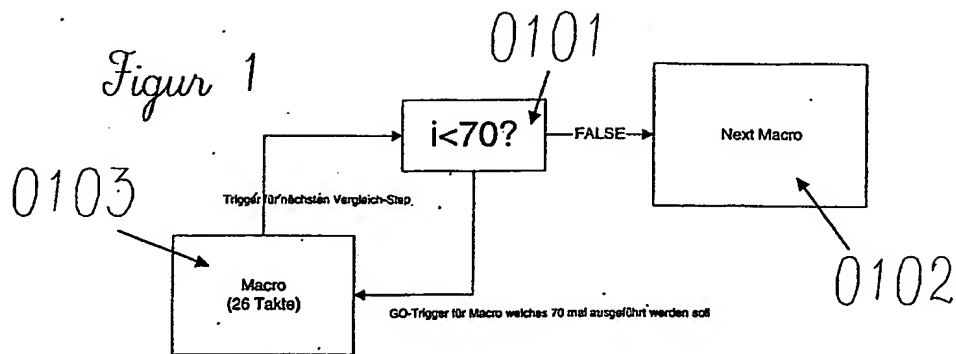 Figur 1
0101
i<70?
FALSE
Next Macro
0103
Trigger für nächsten Vergleich-Step
Macro
(26 Takte)
0102
GO-Trigger für Macro welches 70 mal ausgeführt werden soll